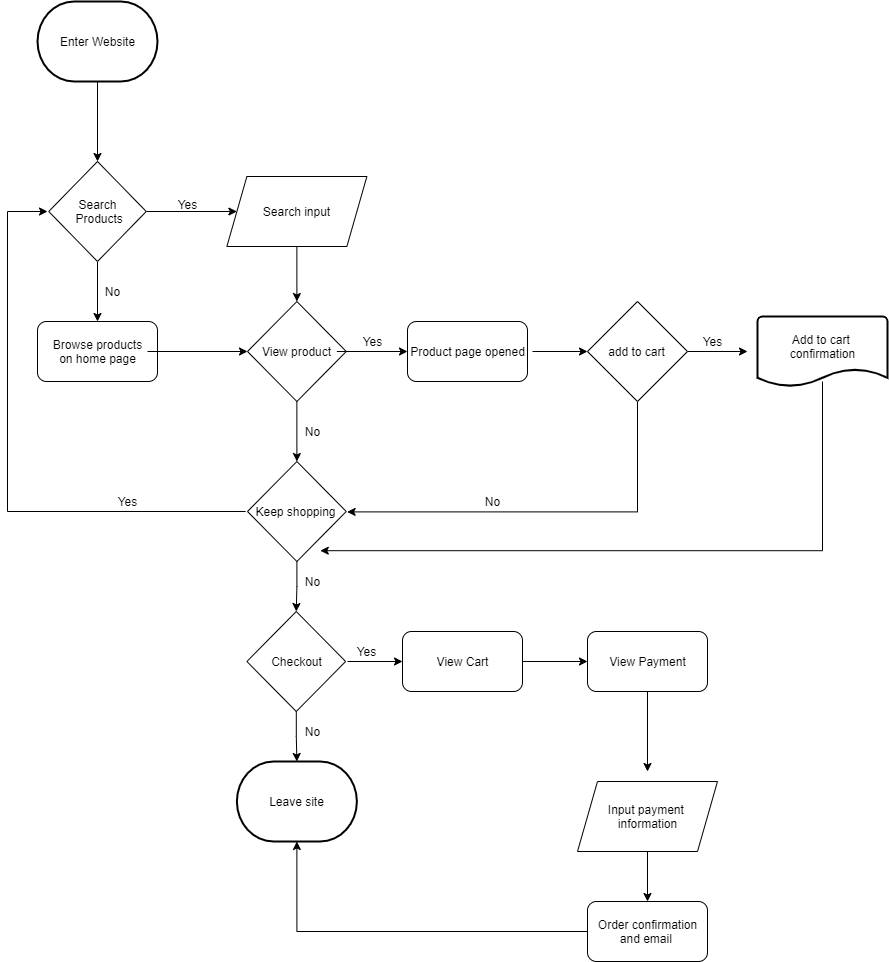 Enter Website
Search
Products
Yes
Search input
No
Browse products
on home page
View product
Yes
Product page opened
add to cart
Yes
Add to cart
confirmation
No
Yes
Keep shopping
No
No
Checkout
Yes
View Cart
View Payment
No
Leave site
Input payment
information
Order confirmation
and email